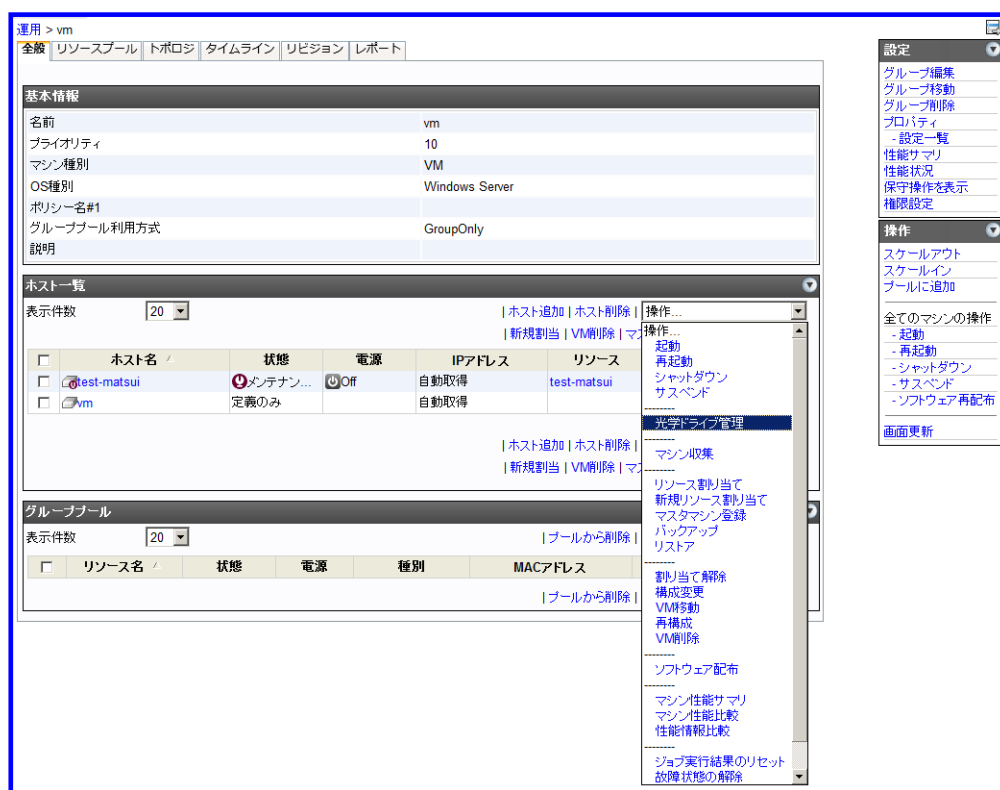 運用 > vm
全般 リソースプール トポロジ タイムライン リビジョン レポート
基本情報
名前 vm
プライオリティ 10
マシン種別 VM
OS種別 Windows Server
ポリシー名#1
グループプール利用方式 GroupOnly
説明
ホスト一覧
表示件数 20 | ホスト追加 | ホスト削除 | 操作...
| 新規割当 | VM削除 |
ホスト名 状態 電源 IPアドレス リソース
test-matsui メンテナン... Off 自動取得 test-matsui
vm 定義のみ 自動取得
| ホスト追加 | ホスト削除 |
| 新規割当 | VM削除 |
グループプール
表示件数 20 | プールから削除 |
リソース名 状態 電源 種別 MACアドレス
| プールから削除 |
操作...
起動
再起動
シャットダウン
サスペンド
--------
光学ドライブ管理
--------
マシン収集
--------
リソース割り当て
新規リソース割り当て
マスタマシン登録
バックアップ
リストア
--------
割り当て解除
構成変更
VM移動
再構成
VM削除
--------
ソフトウェア配布
--------
マシン性能サマリ
マシン性能比較
性能情報比較
--------
ジョブ実行結果のリセット
故障状態の解除
設定
グループ編集
グループ移動
グループ削除
プロパティ
- 設定一覧
性能サマリ
性能状況
保守操作を表示
権限設定
操作
スケールアウト
スケールイン
プールに追加
全てのマシンの操作
- 起動
- 再起動
- シャットダウン
- サスペンド
- ソフトウェア再配布
画面更新